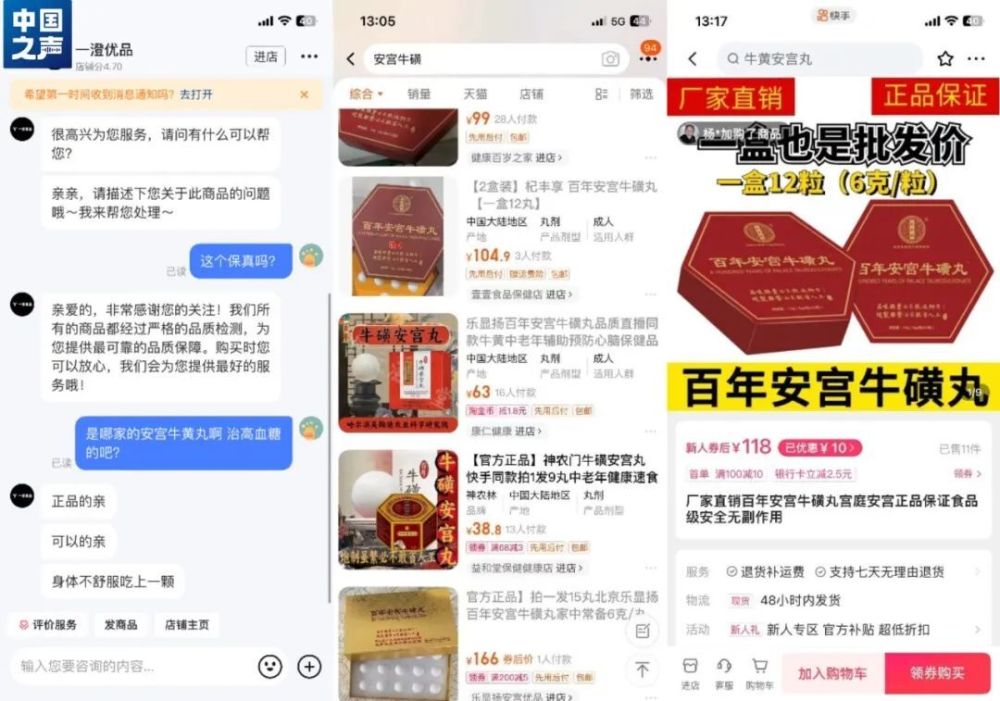 中国
之声
一澄优品
店铺分4.70
进店
希望第一时间收到消息通知吗？去打开
很高兴为您服务，请问有什么可以帮
您？
亲亲，请描述下您关于此商品的问题
哦～我来帮您处理～
已读
这个保真吗？
亲爱的，非常感谢您的关注！我们所
有的商品都经过严格的品质检测，为
您提供最可靠的品质保障。购买时您
可以放心，我们会为您提供最好的服
务哦！
已读
是哪家的安宫牛黄丸啊 治高血糖
的吧？
正品的亲
可以的亲
身体不舒服吃上一颗
评价服务
发商品
店铺主页
输入您要咨询的内容...
13:05
5G
安宫牛磺
94
综合
销量
天猫
店铺
筛选
¥99 28人付款
先用后付 包邮
健康百岁之家 进店
百年安宫牛磺丸
【2盒装】杞丰享 百年安宫牛磺丸
【一盒12丸】
中国大陆地区 丸剂 成人
产地 产品剂型 适用人群
¥104.9 3人付款
先用后付 退货运费险 包邮
壹壹食品保健店 进店
牛磺安宫丸
哈尔滨
乐显扬百年安宫牛磺丸品质直播同
款牛黄中老年辅助预防心脑保健品
中国大陆地区 丸剂 成人
产地 产品剂型 适用人群
¥63 16人付款
淘金币 抵1.8元 先用后付 包邮
康仁健康 进店
牛磺安宫丸
【官方正品】神农门牛磺安宫丸
快手同款拍1发9丸中老年健康速食
神农林 中国大陆地区 丸剂
品牌 产地 产品剂型
¥38.8 13人付款
领券 满68减3 先用后付 包邮
益和堂保健健康店 进店
百年安宫牛磺丸
官方正品】拍一发15丸北京乐显扬
百年安宫牛磺丸家中常备6克/丸
¥166 券后价 1人付款
领券 满200减5 先用后付 包邮
乐显扬安宫优品 进店
13:17
快手
牛黄安宫丸
厂家直销
正品保证
杨*加购了商品
一盒也是批发价
一盒12粒（6克/粒）
百年安宫牛磺丸
百年安宫牛磺丸
百年安宫牛磺丸
1/9
新人券后¥118 已优惠¥10
已售11件
首单 满100减10 银行卡立减2.5元
领券
厂家直销百年安宫牛磺丸宫庭安宫正品保证食品
级安全无副作用
服务 退货补运费 支持七天无理由退货
物流 现货 48小时内发货
活动 新人礼 新人专区 官方补贴 超低折扣
进店
客服
购物车
加入购物车
领券购买